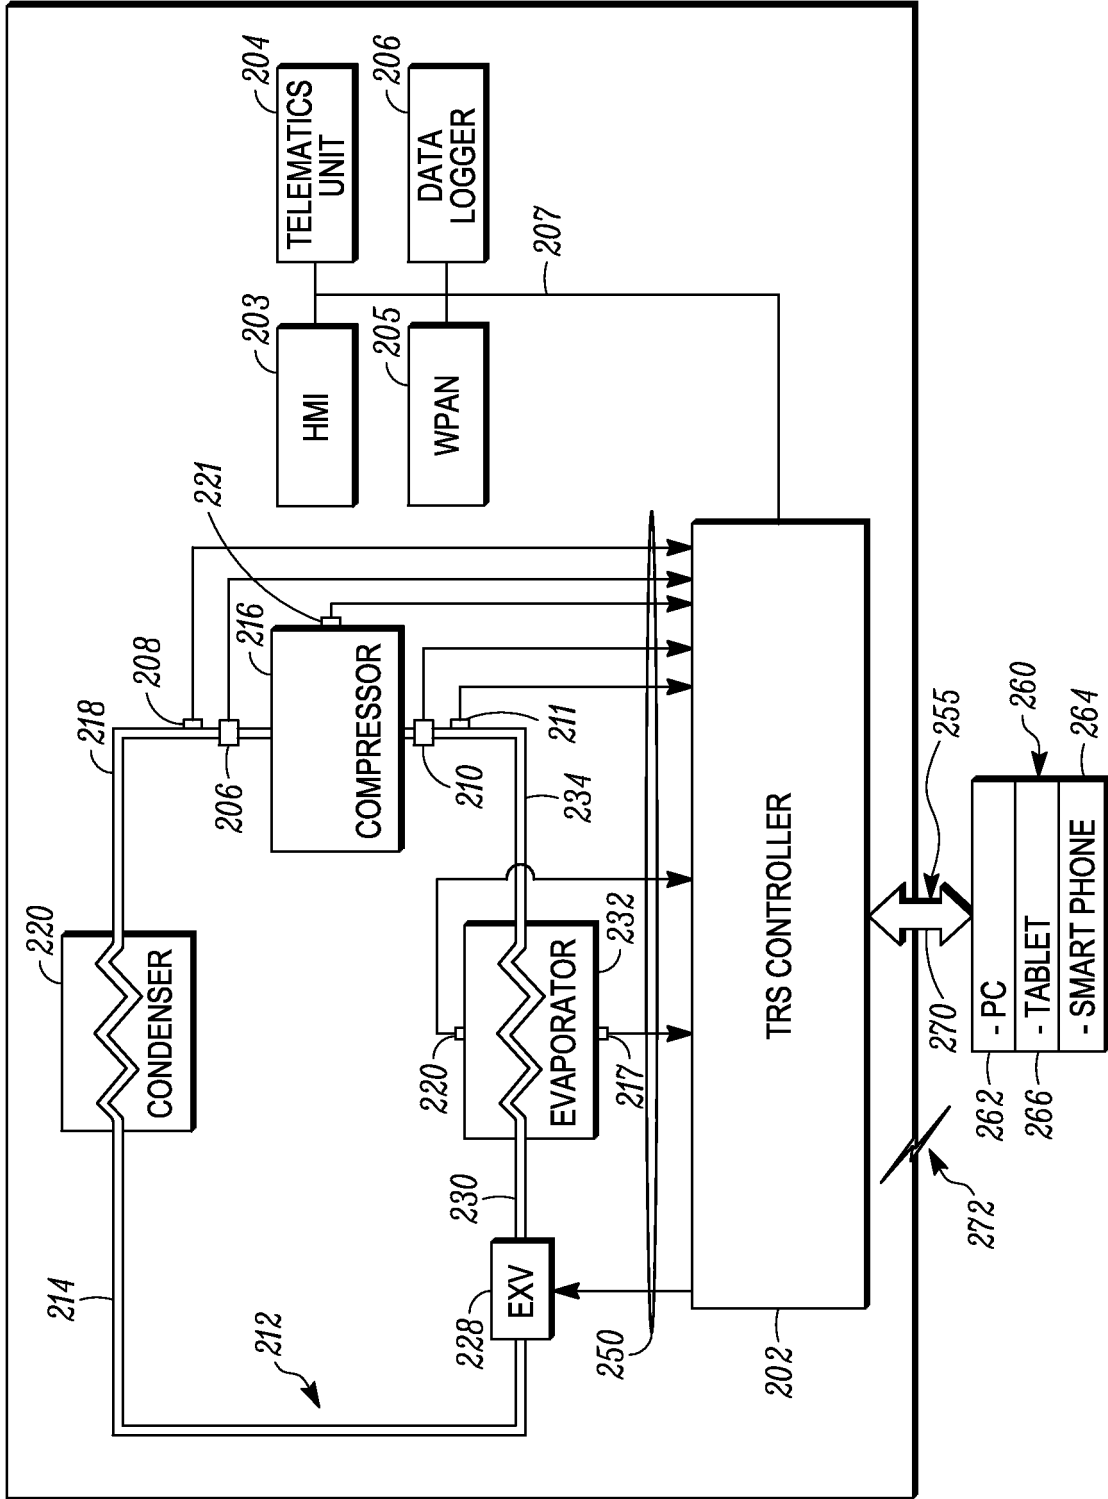 214
220
218
208
CONDENSER
206
221
216
203
204
212
TELEMATICS
UNIT
HMI
COMPRESSOR
205
206
DATA
LOGGER
WPAN
220
210
228
230
EXV
211
207
EVAPORATOR
234
250
217
232
202
TRS CONTROLLER
270
255
272
262
- PC
260
266
- TABLET
- SMART PHONE
264